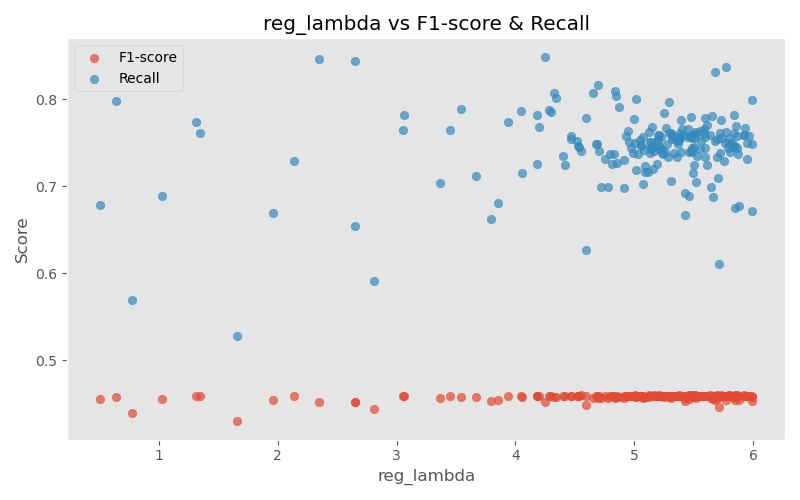 reg_lambda vs F1-score & Recall
F1-score
Recall
Score
0.8
0.7
0.6
0.5
1 2 3 4 5 6
reg_lambda